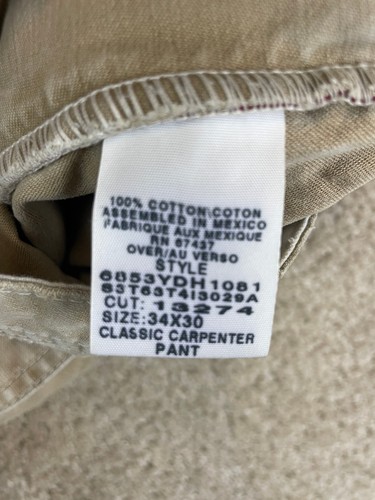 100% COTTON\COTON
ASSEMBLED IN MEXICO
FABRIQUE AUX MEXIQUE
RN 67437
OVER/AU VERSO
STYLE
6853YDH1081
83T63T4I3029A
CUT: 13274
SIZE:34X30
CLASSIC CARPENTER
PANT